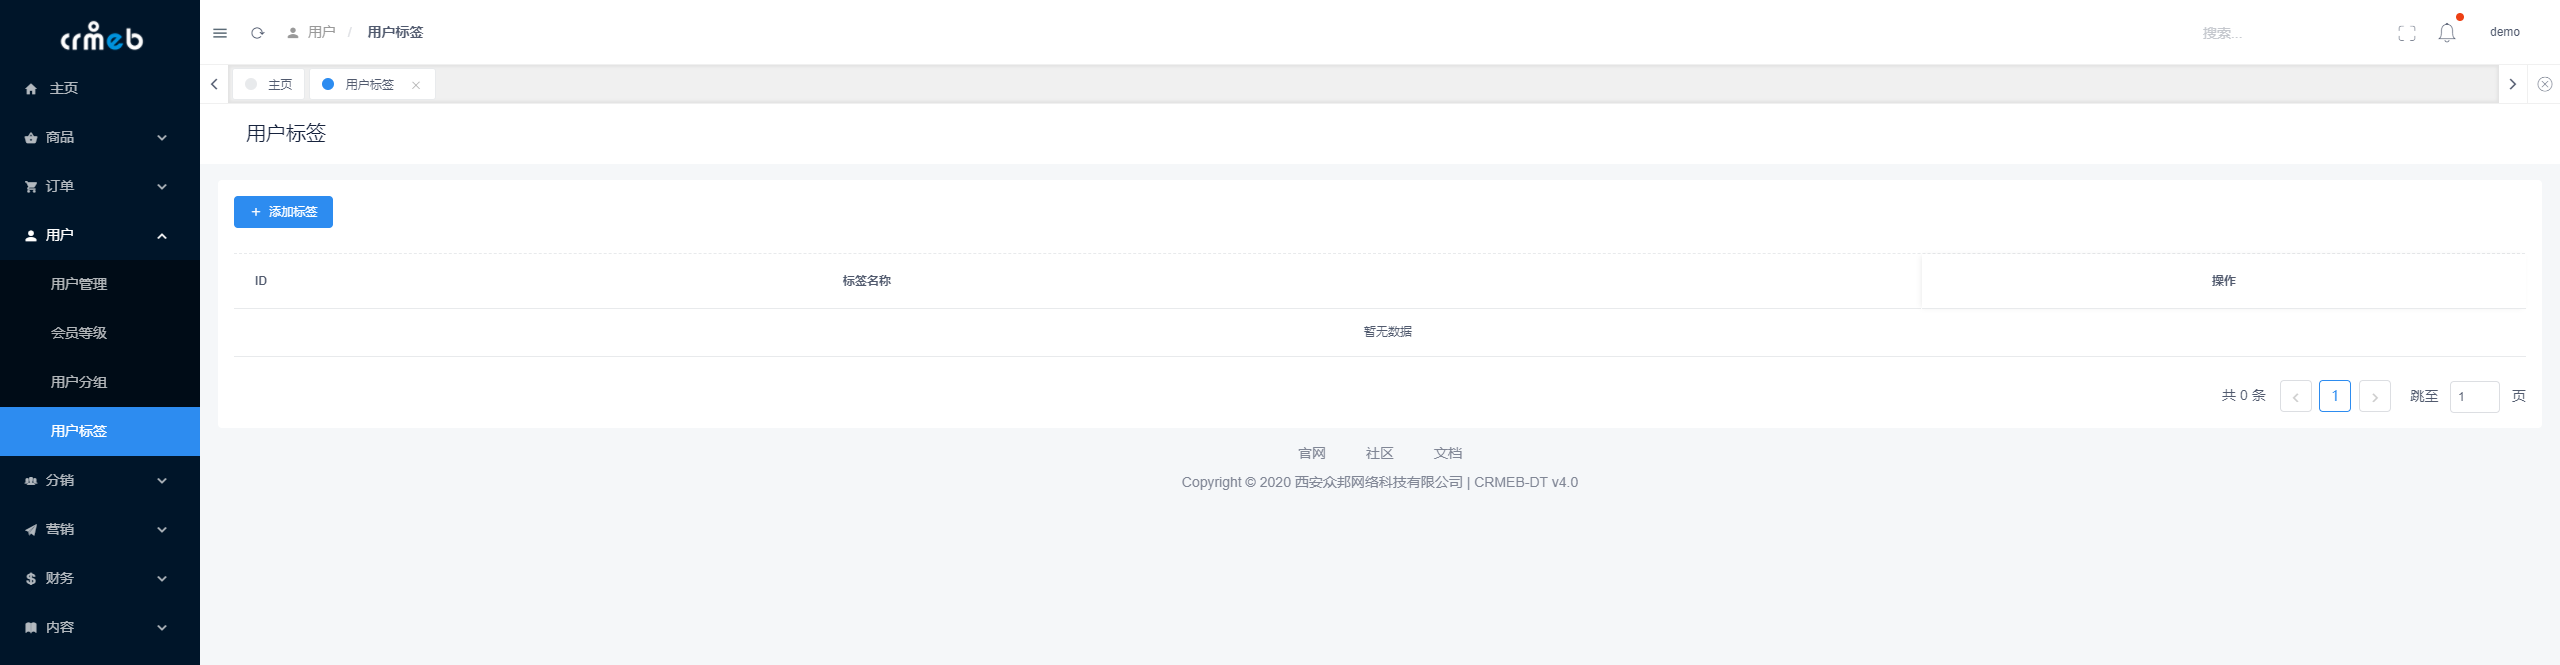 crmeb
主页
商品
订单
用户
用户管理
会员等级
用户分组
用户标签
分销
营销
财务
内容
用户 / 用户标签
搜索...
demo
主页
用户标签
用户标签
添加标签
ID 标签名称 操作
暂无数据
共 0 条 1 跳至 1 页
官网 社区 文档
Copyright © 2020 西安众邦网络科技有限公司 | CRMEB-DT v4.0